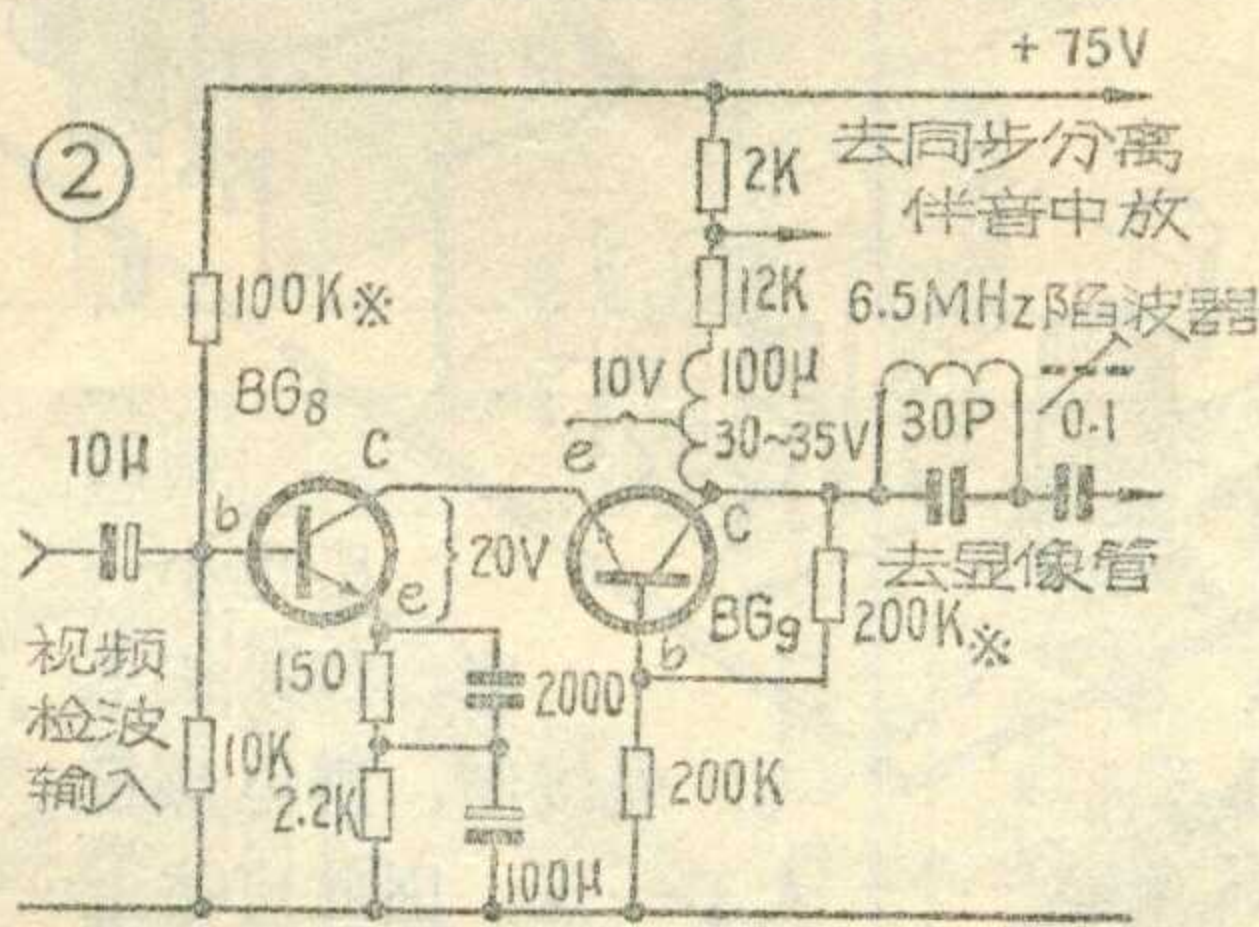 ②
+ 75V
去同步分离
伴音中放
2K
12K
100K※
6.5MHz陷波器
BG8
10V
100μ
30~35V
30P
0.1
10μ
b
c
e
20V
e
c
BG9
b
200K※
去显像管
视频
检波
输入
150
2000
10K
2.2K
100μ
200K